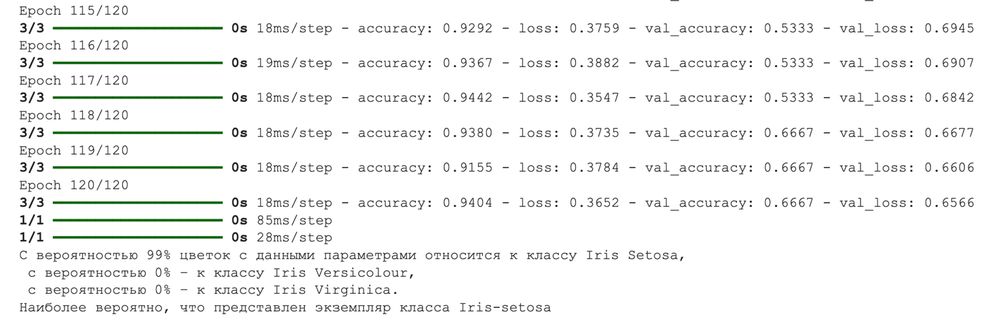 Epoch 115/120
3/3 ━━━━━━━━━━━━━━━━━━━━ 0s 18ms/step - accuracy: 0.9292 - loss: 0.3759 - val_accuracy: 0.5333 - val_loss: 0.6945
Epoch 116/120
3/3 ━━━━━━━━━━━━━━━━━━━━ 0s 19ms/step - accuracy: 0.9367 - loss: 0.3882 - val_accuracy: 0.5333 - val_loss: 0.6907
Epoch 117/120
3/3 ━━━━━━━━━━━━━━━━━━━━ 0s 18ms/step - accuracy: 0.9442 - loss: 0.3547 - val_accuracy: 0.5333 - val_loss: 0.6842
Epoch 118/120
3/3 ━━━━━━━━━━━━━━━━━━━━ 0s 18ms/step - accuracy: 0.9380 - loss: 0.3735 - val_accuracy: 0.6667 - val_loss: 0.6677
Epoch 119/120
3/3 ━━━━━━━━━━━━━━━━━━━━ 0s 18ms/step - accuracy: 0.9155 - loss: 0.3784 - val_accuracy: 0.6667 - val_loss: 0.6606
Epoch 120/120
3/3 ━━━━━━━━━━━━━━━━━━━━ 0s 18ms/step - accuracy: 0.9404 - loss: 0.3652 - val_accuracy: 0.6667 - val_loss: 0.6566
1/1 ━━━━━━━━━━━━━━━━━━━━ 0s 85ms/step
1/1 ━━━━━━━━━━━━━━━━━━━━ 0s 28ms/step
С вероятностью 99% цветок с данными параметрами относится к классу Iris Setosa,
с вероятностью 0% – к классу Iris Versicolour,
с вероятностью 0% – к классу Iris Virginica.
Наиболее вероятно, что представлен экземпляр класса Iris-setosa